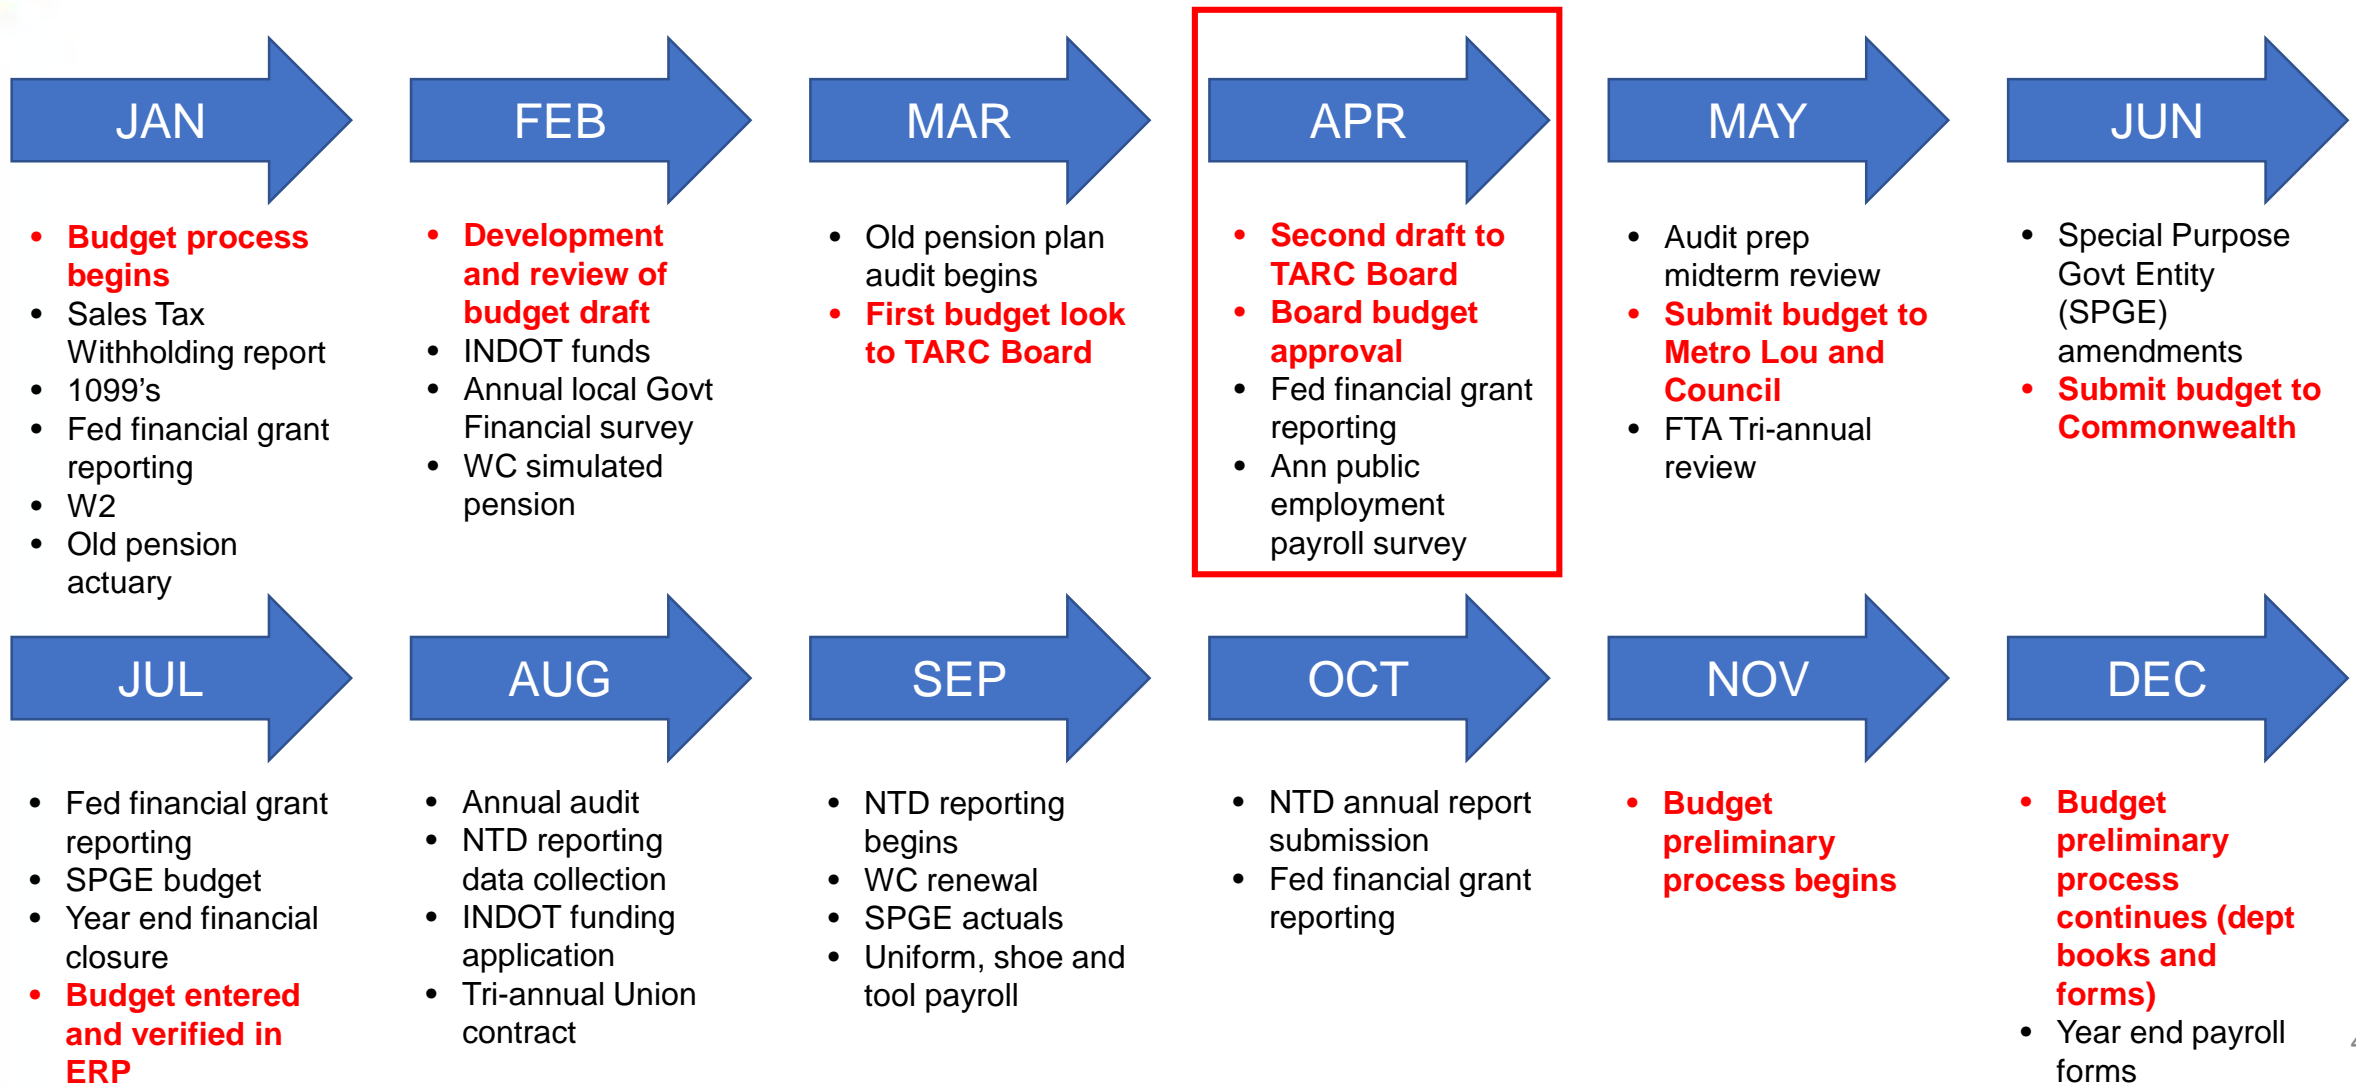 JAN
• Budget process
begins
• Sales Tax
Withholding report
• 1099’s
• Fed financial grant
reporting
• W2
• Old pension
actuary
FEB
• Development
and review of
budget draft
• INDOT funds
• Annual local Govt
Financial survey
• WC simulated
pension
MAR
• Old pension plan
audit begins
• First budget look
to TARC Board
APR
• Second draft to
TARC Board
• Board budget
approval
• Fed financial grant
reporting
• Ann public
employment
payroll survey
MAY
• Audit prep
midterm review
• Submit budget to
Metro Lou and
Council
• FTA Tri-annual
review
JUN
• Special Purpose
Govt Entity
(SPGE)
amendments
• Submit budget to
Commonwealth
JUL
• Fed financial grant
reporting
• SPGE budget
• Year end financial
closure
• Budget entered
and verified in
ERP
AUG
• Annual audit
• NTD reporting
data collection
• INDOT funding
application
• Tri-annual Union
contract
SEP
• NTD reporting
begins
• WC renewal
• SPGE actuals
• Uniform, shoe and
tool payroll
OCT
• NTD annual report
submission
• Fed financial grant
reporting
NOV
• Budget
preliminary
process begins
DEC
• Budget
preliminary
process
continues (dept
books and
forms)
• Year end payroll
forms